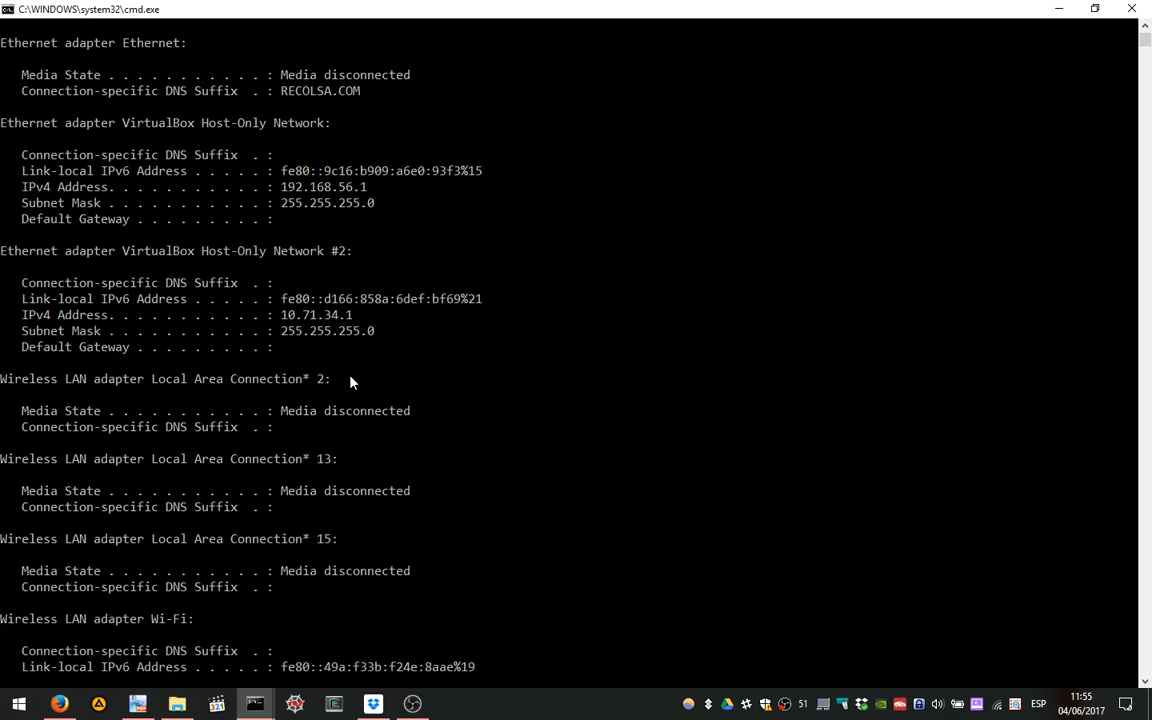 C:\WINDOWS\system32\cmd.exe
Ethernet adapter Ethernet:
Media State . . . . . . . . . . . : Media disconnected
Connection-specific DNS Suffix  . : RECOLSA.COM
Ethernet adapter VirtualBox Host-Only Network:
Connection-specific DNS Suffix  . :
Link-local IPv6 Address . . . . . : fe80::9c16:b909:a6e0:93f3%15
IPv4 Address. . . . . . . . . . . : 192.168.56.1
Subnet Mask . . . . . . . . . . . : 255.255.255.0
Default Gateway . . . . . . . . . :
Ethernet adapter VirtualBox Host-Only Network #2:
Connection-specific DNS Suffix  . :
Link-local IPv6 Address . . . . . : fe80::d166:858a:6def:bf69%21
IPv4 Address. . . . . . . . . . . : 10.71.34.1
Subnet Mask . . . . . . . . . . . : 255.255.255.0
Default Gateway . . . . . . . . . :
Wireless LAN adapter Local Area Connection* 2:
Media State . . . . . . . . . . . : Media disconnected
Connection-specific DNS Suffix  . :
Wireless LAN adapter Local Area Connection* 13:
Media State . . . . . . . . . . . : Media disconnected
Connection-specific DNS Suffix  . :
Wireless LAN adapter Local Area Connection* 15:
Media State . . . . . . . . . . . : Media disconnected
Connection-specific DNS Suffix  . :
Wireless LAN adapter Wi-Fi:
Connection-specific DNS Suffix  . :
Link-local IPv6 Address . . . . . : fe80::49a:f33b:f24e:8aae%19
321
51
ESP
11:55
04/06/2017